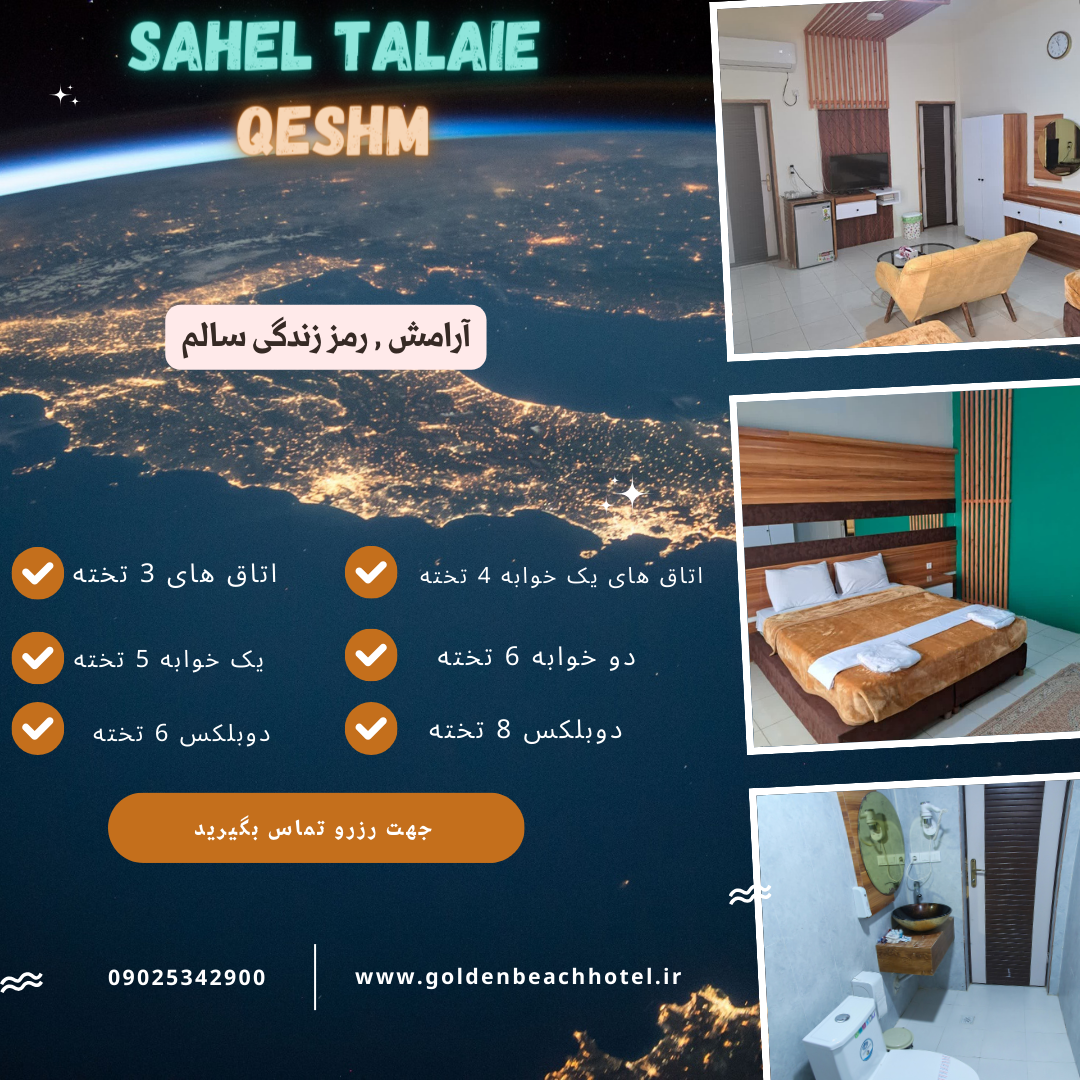 SAHEL TALAIE
QESHM
آرامش , رمز زندگی سالم
اتاق های 3 تخته
اتاق های یک خوابه 4 تخته
یک خوابه 5 تخته
دو خوابه 6 تخته
دوبلکس 6 تخته
دوبلکس 8 تخته
جهت رزرو تماس بگیرید
09025342900
www.goldenbeachhotel.ir